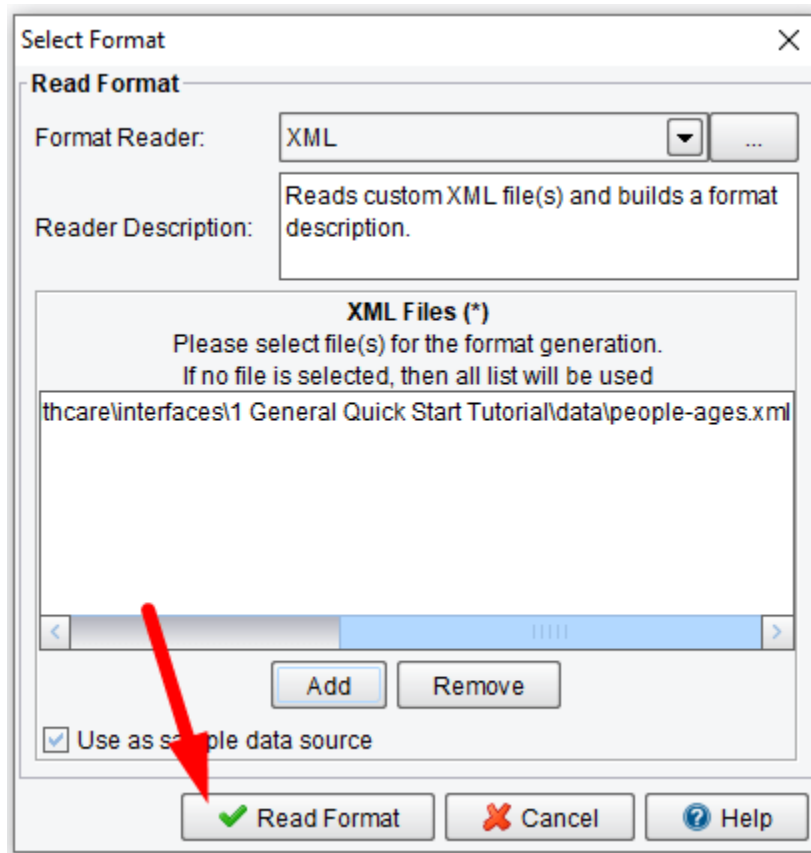 Select Format
Read Format
Format Reader:
XML
...
Reader Description:
Reads custom XML file(s) and builds a format
description.
XML Files (*)
Please select file(s) for the format generation.
If no file is selected, then all list will be used
thcare\interfaces\1 General Quick Start Tutorial\data\people-ages.xml
Add
Remove
Use as sample data source
Read Format
Cancel
Help